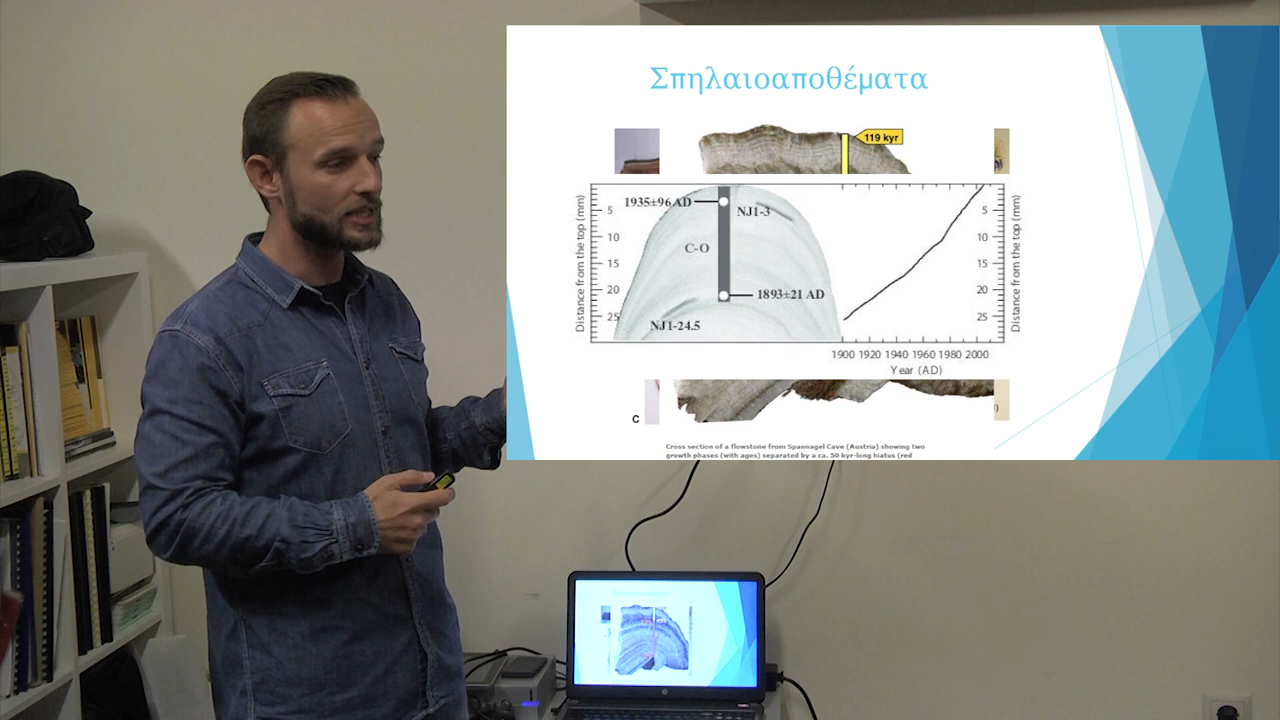 Σπηλαιοαποθέματα
119 kyr
1935±96 AD
NJ1-3
C-O
1893±21 AD
NJ1-24.5
Distance from the top (mm)
5
10
15
20
25
5
10
15
20
25
Distance from the top (mm)
1900 1920 1940 1960 1980 2000
Year (AD)
C
Cross section of a flowstone from Spannagel Cave (Austria) showing two
growth phases (with ages) separated by a ca. 50 kyr-long hiatus (red